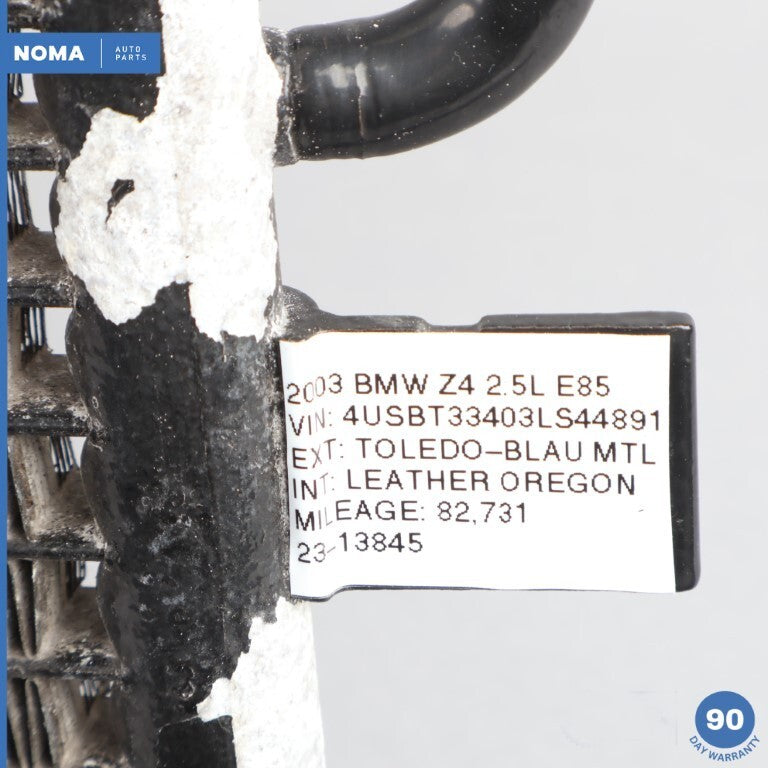 NOMA AUTO
PARTS
2003 BMW Z4 2.5L E85
VIN: 4USBT33403LS44891
EXT: TOLEDO-BLAU MTL
INT: LEATHER OREGON
MILEAGE: 82,731
23-13845
90
DAY WARRANTY